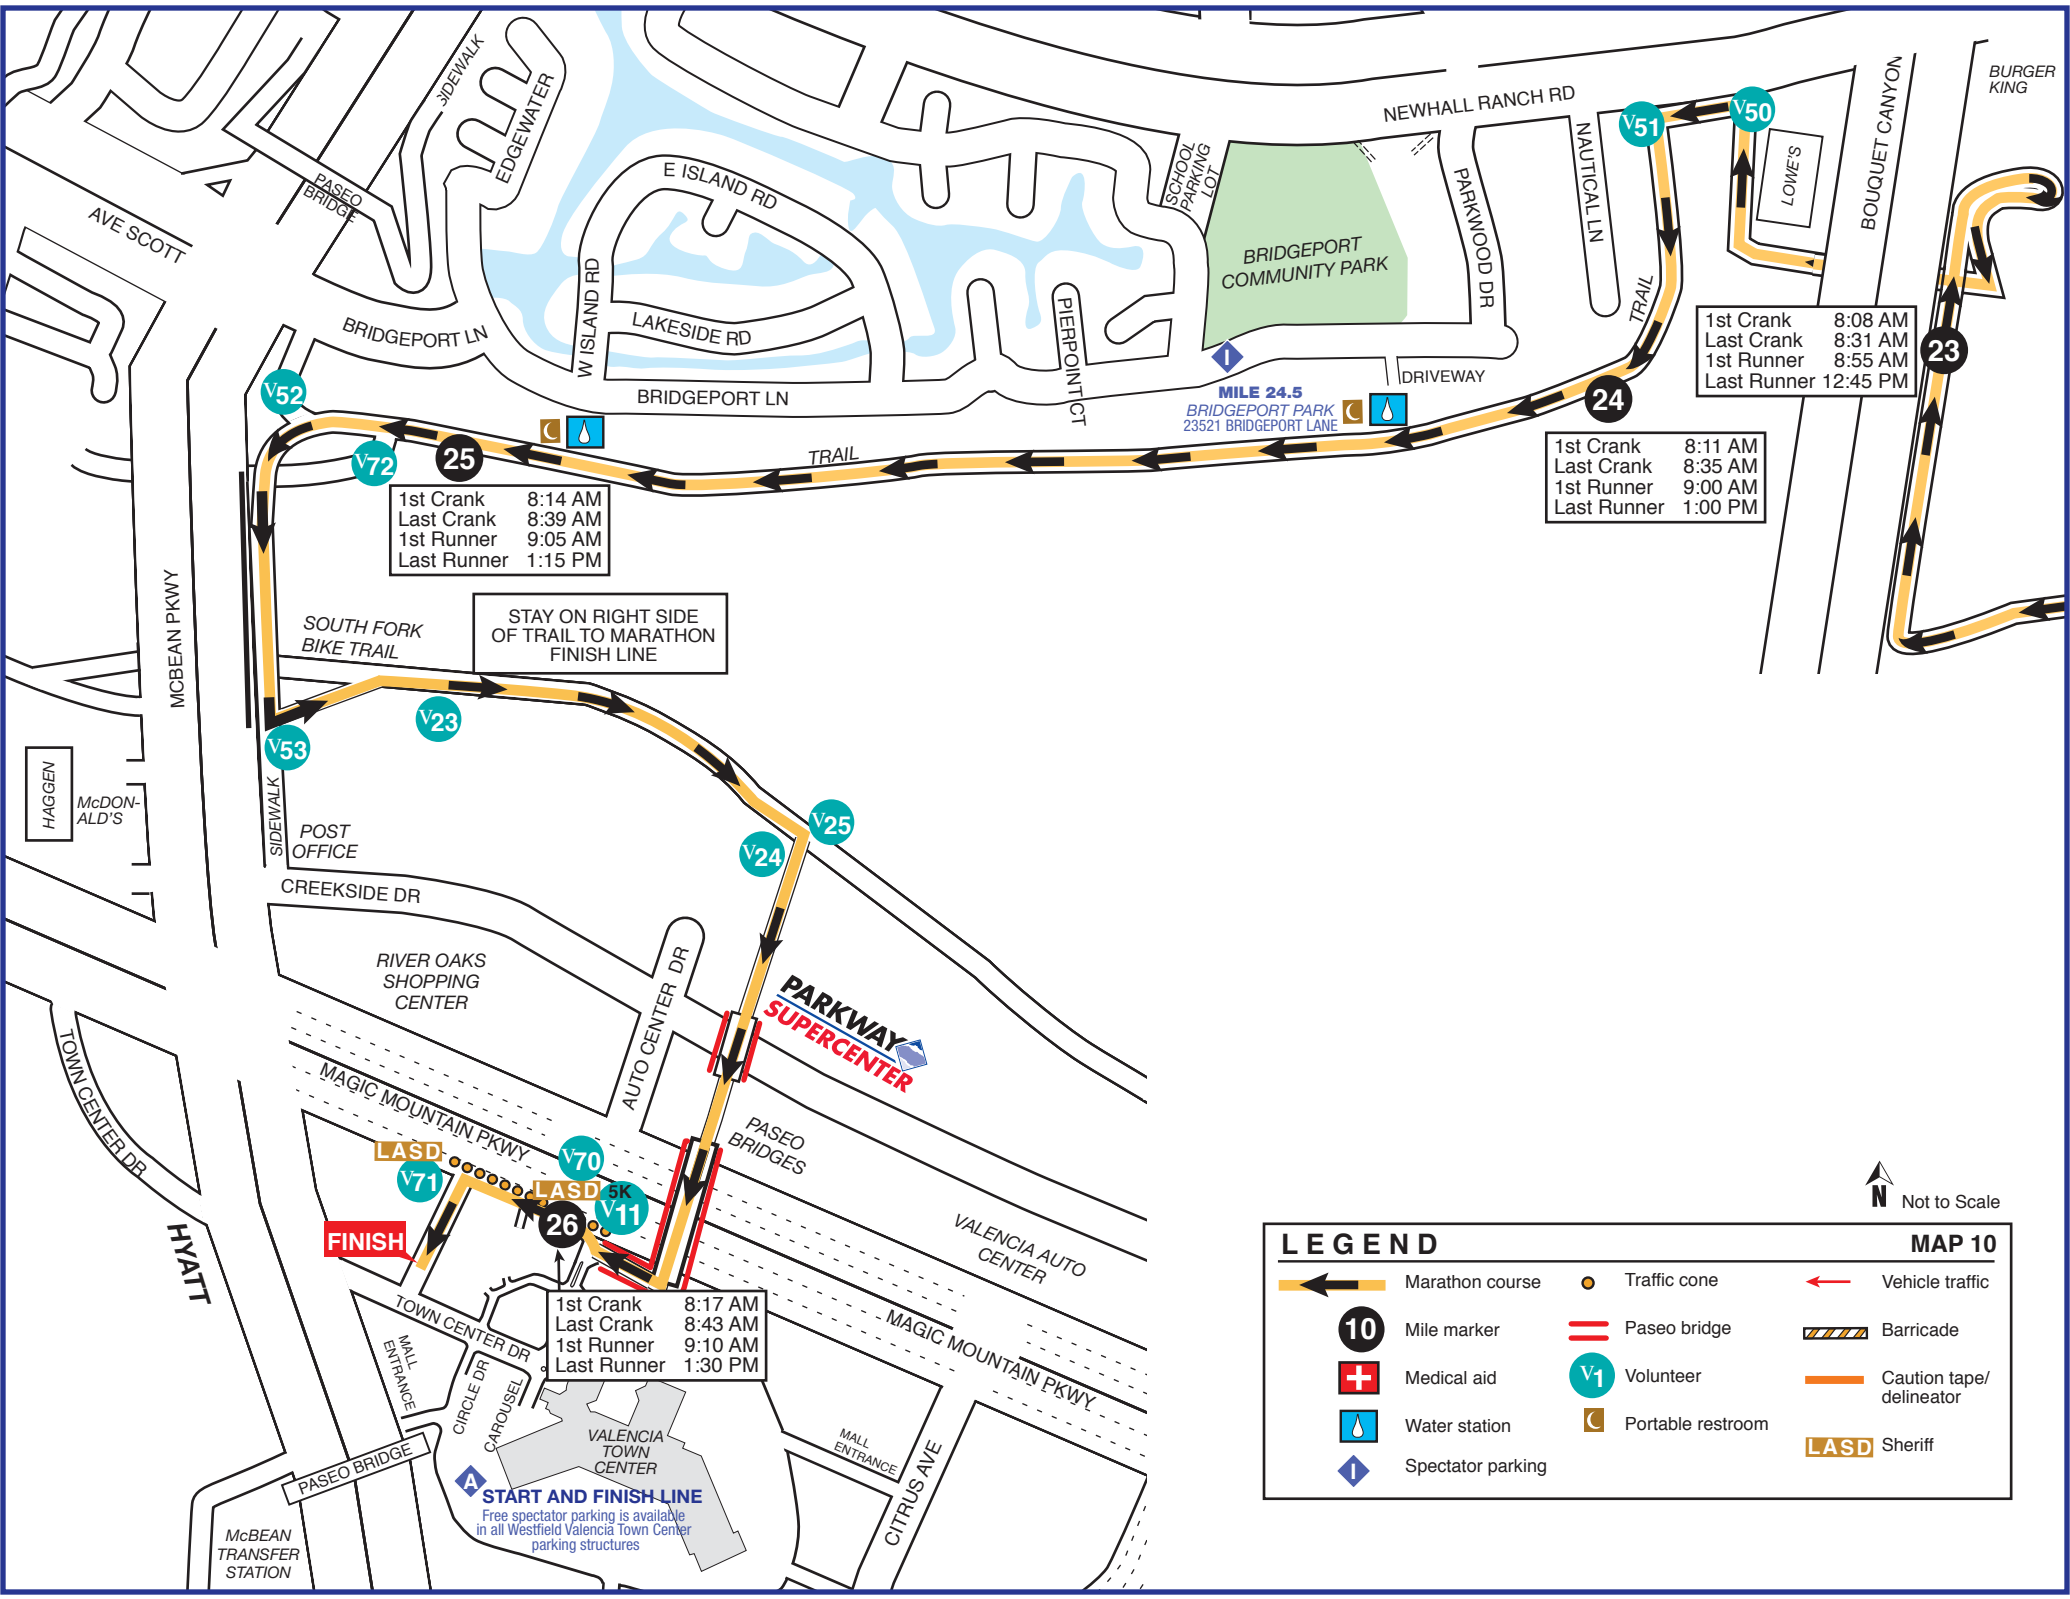 SIDEWALK
EDGEWATER
PASEO
BRIDGE
AVE SCOTT
E ISLAND RD
W ISLAND RD
LAKESIDE RD
BRIDGEPORT LN
BRIDGEPORT LN
PIERPOINT CT
SCHOOL
PARKING
LOT
BRIDGEPORT
COMMUNITY PARK
NEWHALL RANCH RD
PARKWOOD DR
NAUTICAL LN
TRAIL
V51
V50
LOWE'S
BOUQUET CANYON
BURGER
KING
23
1st Crank 8:08 AM
Last Crank 8:31 AM
1st Runner 8:55 AM
Last Runner 12:45 PM
I
MILE 24.5
BRIDGEPORT PARK
23521 BRIDGEPORT LANE
DRIVEWAY
24
1st Crank 8:11 AM
Last Crank 8:35 AM
1st Runner 9:00 AM
Last Runner 1:00 PM
TRAIL
V52
V72
25
1st Crank 8:14 AM
Last Crank 8:39 AM
1st Runner 9:05 AM
Last Runner 1:15 PM
MCBEAN PKWY
SOUTH FORK
BIKE TRAIL
STAY ON RIGHT SIDE
OF TRAIL TO MARATHON
FINISH LINE
V23
V53
HAGGEN
McDON-
ALD'S
SIDEWALK
POST
OFFICE
V25
V24
CREEKSIDE DR
RIVER OAKS
SHOPPING
CENTER
AUTO CENTER DR
PARKWAY
SUPERCENTER
TOWN CENTER DR
MAGIC MOUNTAIN PKWY
PASEO
BRIDGES
LASD
V71
V70
LASD
5K
V11
26
FINISH
HYATT
VALENCIA AUTO
CENTER
MAGIC MOUNTAIN PKWY
1st Crank 8:17 AM
Last Crank 8:43 AM
1st Runner 9:10 AM
Last Runner 1:30 PM
TOWN CENTER DR
MALL
ENTRANCE
CIRCLE DR
CAROUSEL
VALENCIA
TOWN
CENTER
MALL
ENTRANCE
CITRUS AVE
PASEO BRIDGE
A
START AND FINISH LINE
Free spectator parking is available
in all Westfield Valencia Town Center
parking structures
McBEAN
TRANSFER
STATION
N
Not to Scale
LEGEND
MAP 10
Marathon course
Traffic cone
Vehicle traffic
10
Mile marker
Paseo bridge
Barricade
Medical aid
V1
Volunteer
Caution tape/
delineator
Water station
Portable restroom
LASD
Sheriff
I
Spectator parking